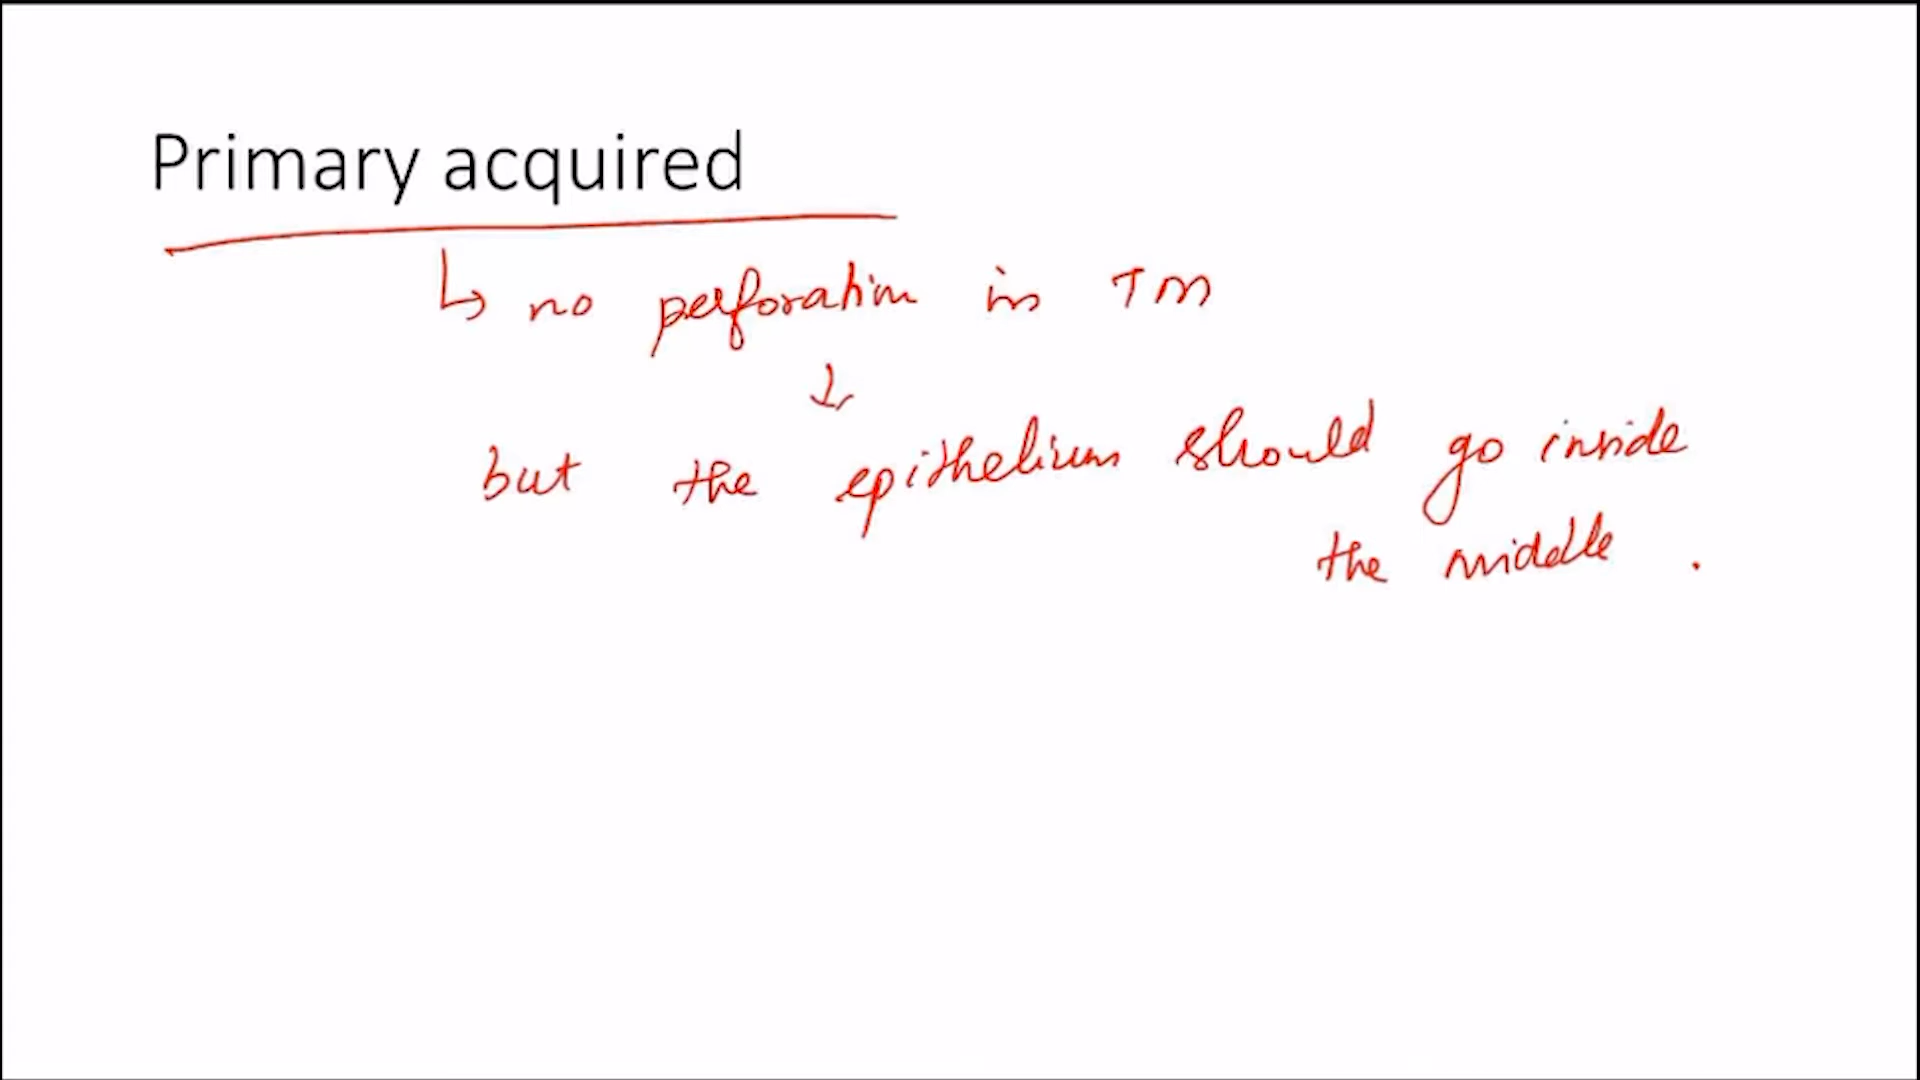 Primary acquired
↳ no perforation in TM
↓
but the epithelium should go inside
the middle .